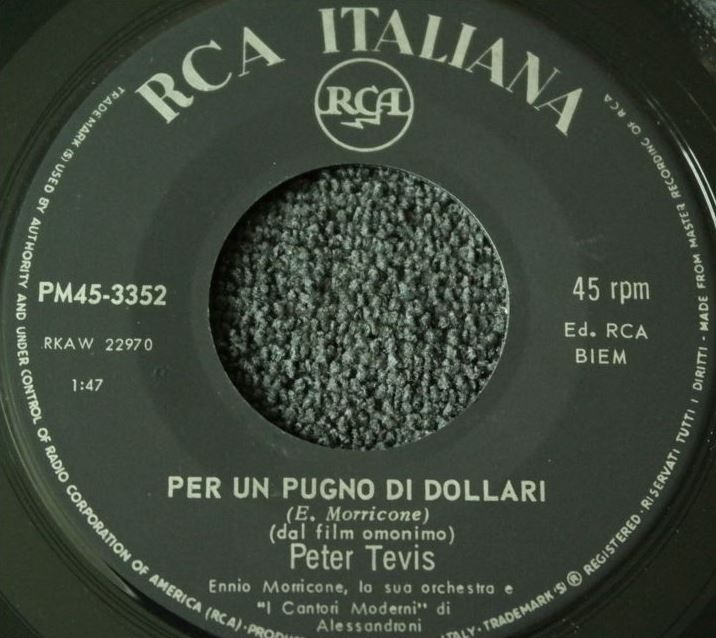 RCA ITALIANA
RCA
TRADEMARK (S) USED BY AUTHORITY AND UNDER CONTROL OF RADIO CORPORATION OF AMERICA (RCA)
ITALY - TRADEMARK (S) ® REGISTERED - RISERVATI TUTTI I DIRITTI - MADE FROM MASTER RECORDING OF RCA
PM45-3352
45 rpm
RKAW 22970
Ed. RCA
BIEM
1:47
PER UN PUGNO DI DOLLARI
(E. Morricone)
(dal film omonimo)
Peter Tevis
Ennio Morricone, la sua orchestra e
"I Cantori Moderni" di
Alessandroni